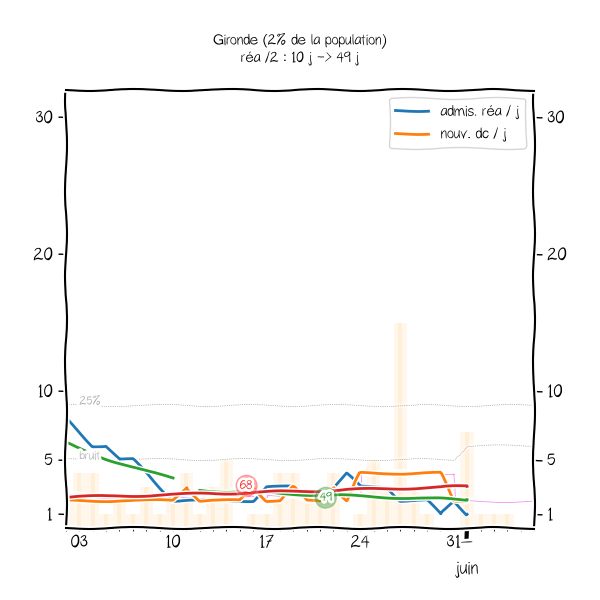 Gironde (2% de la population)
réa /2 : 10 j -> 49 j
admis. réa / j
nouv. dc / j
30 30
20 20
10 10
25%
5 bruit 5
68
49
1 1
03 10 17 24 31
juin